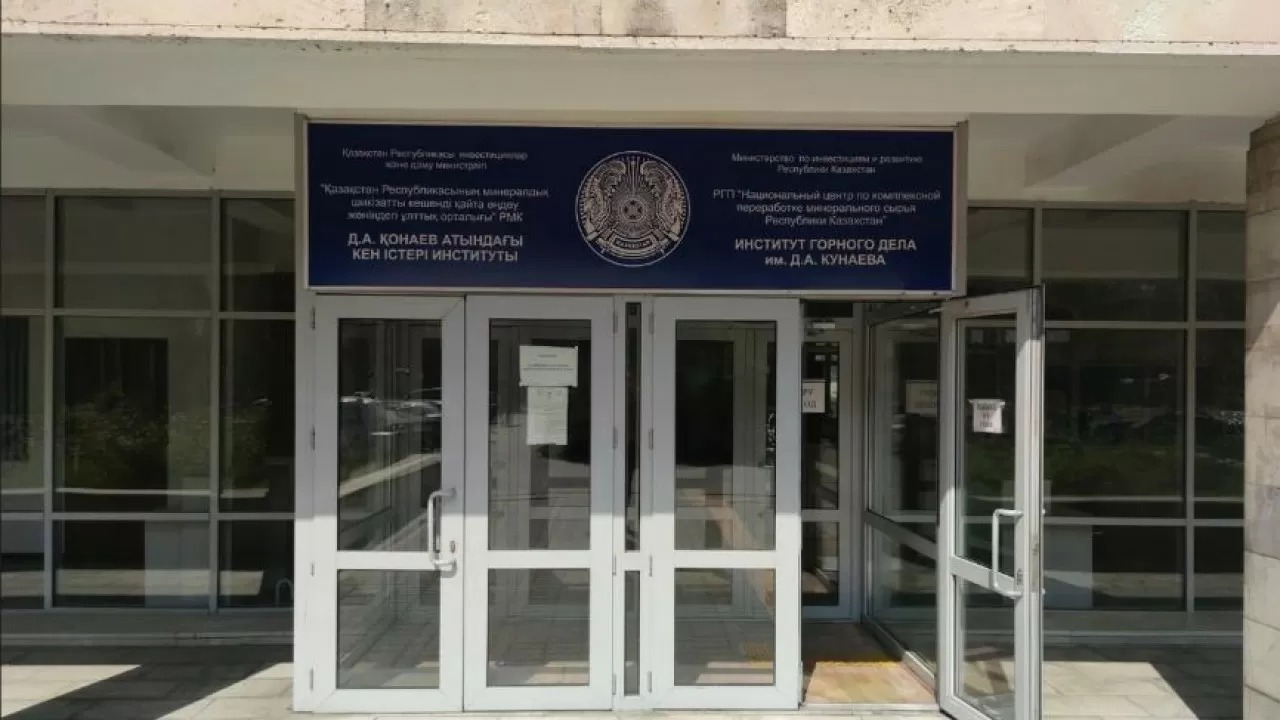 Қазақстан Республикасы инвестициялар
және даму министрлігі
"Қазақстан Республикасының минералдық
шикізатты кешенді қайта өңдеу
жөніндегі ұлттық орталығы" РМК
Д.А. ҚОНАЕВ АТЫНДАҒЫ
КЕН ІСТЕРІ ИНСТИТУТЫ
ҚАЗАҚСТАН
Министерство по инвестициям и развитию
Республики Казахстан
РГП "Национальный центр по комплексной
переработке минерального сырья
Республики Казахстан"
ИНСТИТУТ ГОРНОГО ДЕЛА
им. Д.А. КУНАЕВА